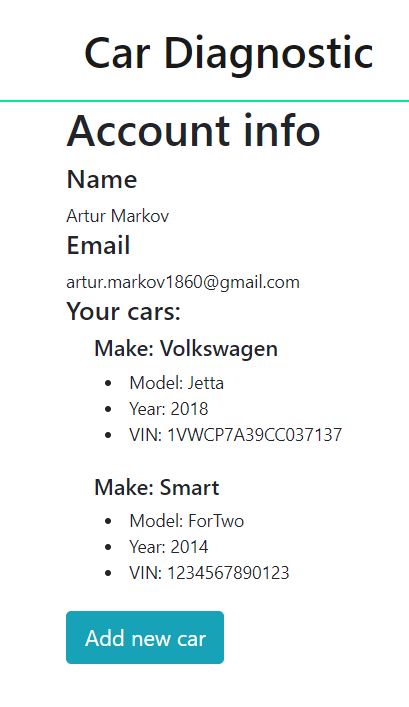 Car Diagnostic
Account info
Name
Artur Markov
Email
artur.markov1860@gmail.com
Your cars:
Make: Volkswagen
Model: Jetta
Year: 2018
VIN: 1VWCP7A39CC037137
Make: Smart
Model: ForTwo
Year: 2014
VIN: 1234567890123
Add new car